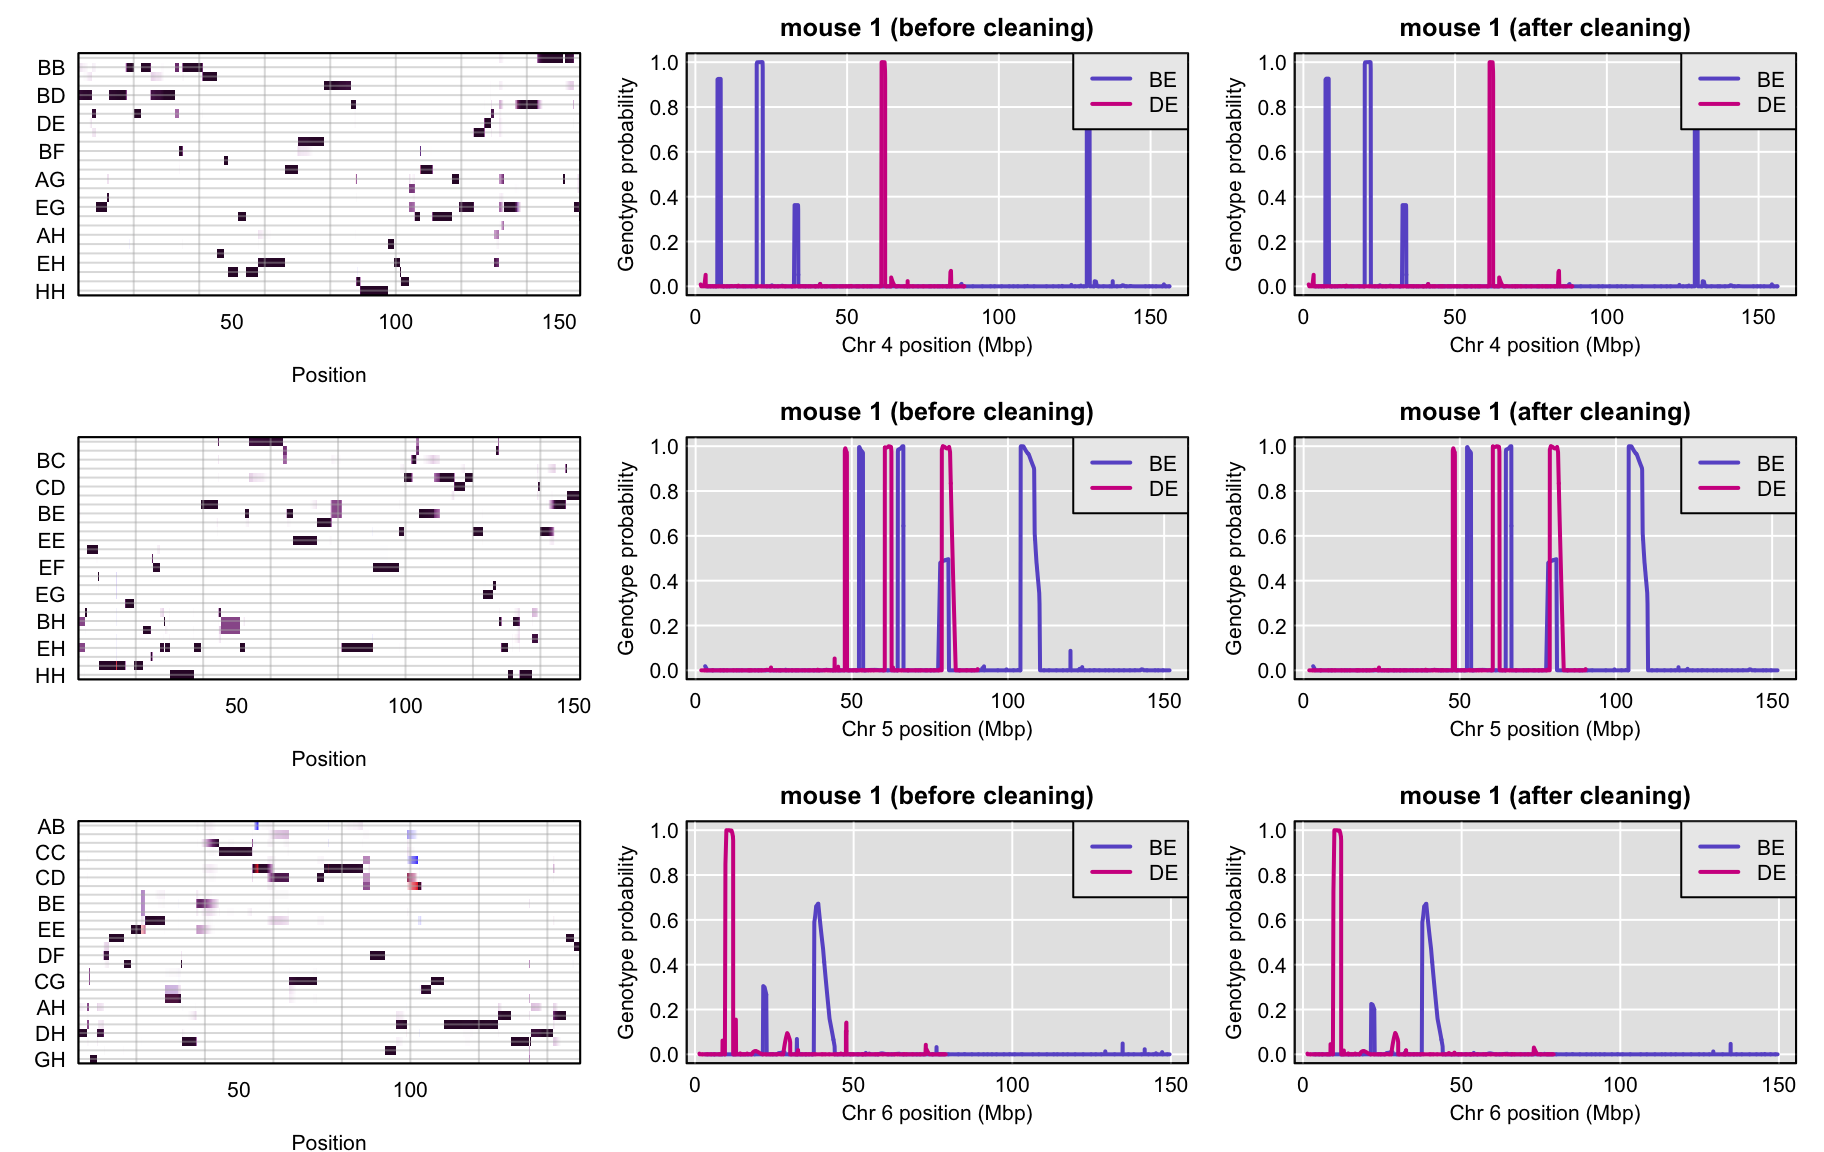 BB
BD
DE
BF
AG
EG
AH
EH
HH
50 100 150
Position
mouse 1 (before cleaning)
Genotype probability
1.0
0.8
0.6
0.4
0.2
0.0
BE
DE
0 50 100 150
Chr 4 position (Mbp)
mouse 1 (after cleaning)
Genotype probability
1.0
0.8
0.6
0.4
0.2
0.0
BE
DE
0 50 100 150
Chr 4 position (Mbp)
BC
CD
BE
EE
EF
EG
BH
EH
HH
50 100 150
Position
mouse 1 (before cleaning)
Genotype probability
1.0
0.8
0.6
0.4
0.2
0.0
BE
DE
0 50 100 150
Chr 5 position (Mbp)
mouse 1 (after cleaning)
Genotype probability
1.0
0.8
0.6
0.4
0.2
0.0
BE
DE
0 50 100 150
Chr 5 position (Mbp)
AB
CC
CD
BE
EE
DF
CG
AH
DH
GH
50 100
Position
mouse 1 (before cleaning)
Genotype probability
1.0
0.8
0.6
0.4
0.2
0.0
BE
DE
0 50 100 150
Chr 6 position (Mbp)
mouse 1 (after cleaning)
Genotype probability
1.0
0.8
0.6
0.4
0.2
0.0
BE
DE
0 50 100 150
Chr 6 position (Mbp)